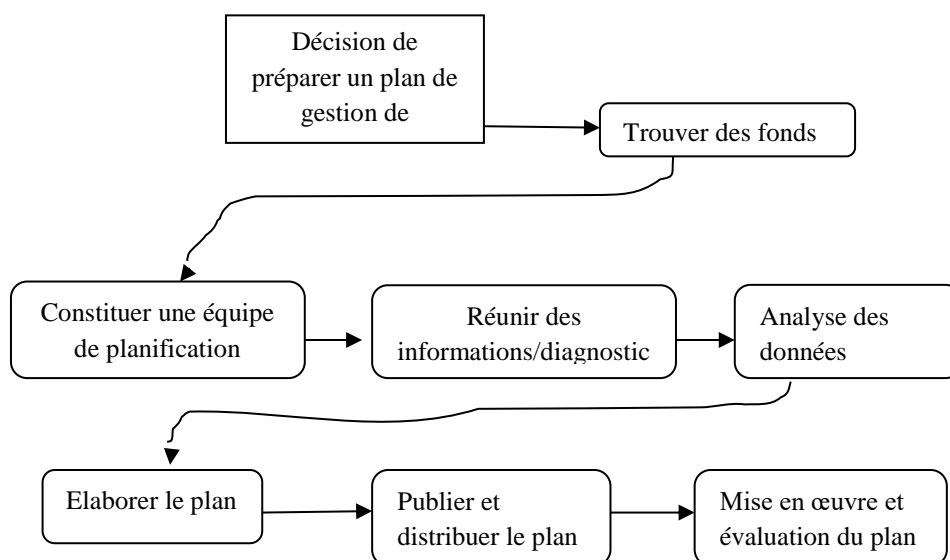 Décision de
préparer un plan de
gestion de
Trouver des fonds
Constituer une équipe
de planification
Réunir des
informations/diagnostic
Analyse des
données
Elaborer le plan
Publier et
distribuer le plan
Mise en œuvre et
évaluation du plan